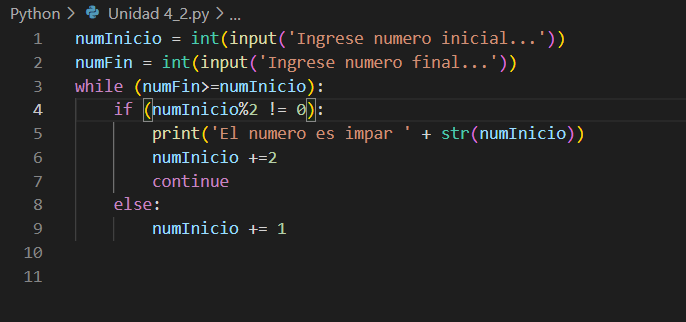 Python > Unidad 4_2.py > ...
1 numInicio = int(input('Ingrese numero inicial...'))
2 numFin = int(input('Ingrese numero final...'))
3 while (numFin>=numInicio):
4     if (numInicio%2 != 0):
5         print('El numero es impar ' + str(numInicio))
6         numInicio +=2
7         continue
8     else:
9         numInicio += 1
10
11